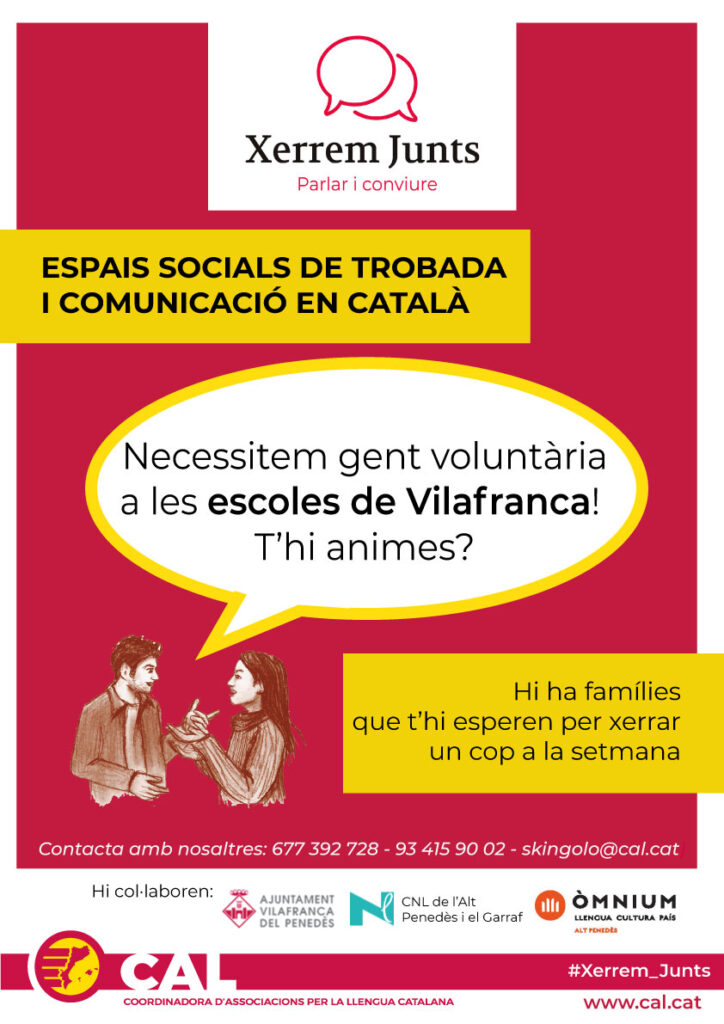 Xerrem Junts
Parlar i conviure
ESPAIS SOCIALS DE TROBADA
I COMUNICACIÓ EN CATALÀ
Necessitem gent voluntària
a les escoles de Vilafranca!
T'hi animes?
Hi ha famílies
que t'hi esperen per xerrar
un cop a la setmana
Contacta amb nosaltres: 677 392 728 - 93 415 90 02 - skingolo@cal.cat
Hi col·laboren:
AJUNTAMENT
VILAFRANCA
DEL PENEDÈS
CNL de l'Alt
Penedès i el Garraf
ÒMNIUM
LLENGUA CULTURA PAÍS
ALT PENEDÈS
CAL
#Xerrem_Junts
COORDINADORA D'ASSOCIACIONS PER LA LLENGUA CATALANA
www.cal.cat